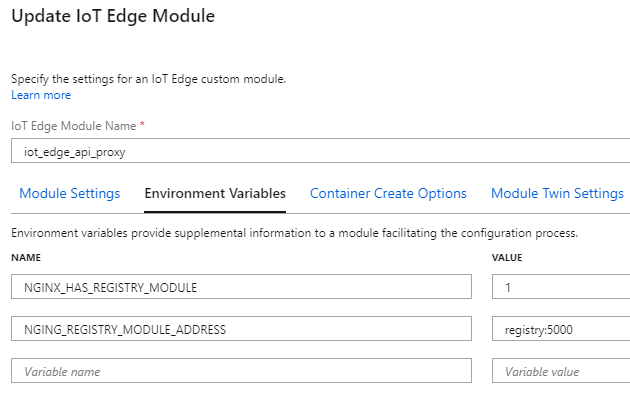 Update IoT Edge Module
Specify the settings for an IoT Edge custom module.
Learn more
IoT Edge Module Name *
iot_edge_api_proxy
Module Settings Environment Variables Container Create Options Module Twin Settings
Environment variables provide supplemental information to a module facilitating the configuration process.
NAME VALUE
NGINX_HAS_REGISTRY_MODULE 1
NGING_REGISTRY_MODULE_ADDRESS registry:5000
Variable name Variable value